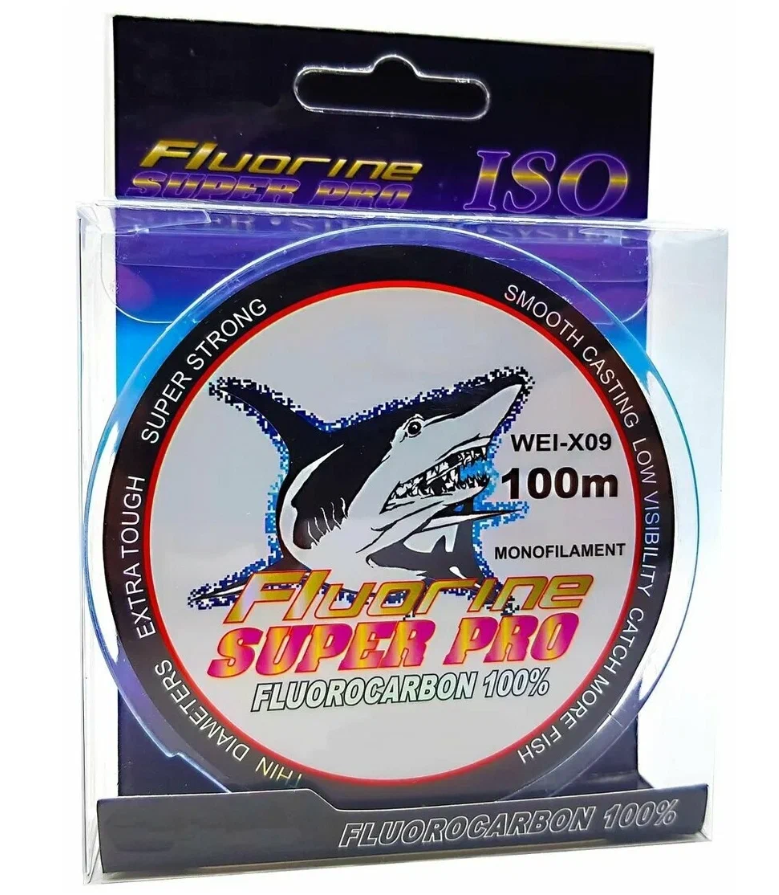 Fluorine
SUPER PRO
ISO
SUPER STRONG
EXTRA TOUGH
THIN DIAMETERS
SMOOTH CASTING
LOW VISIBILITY
CATCH MORE FISH
WEI-X09
100m
MONOFILAMENT
Fluorine
SUPER PRO
FLUOROCARBON 100%
FLUOROCARBON 100%